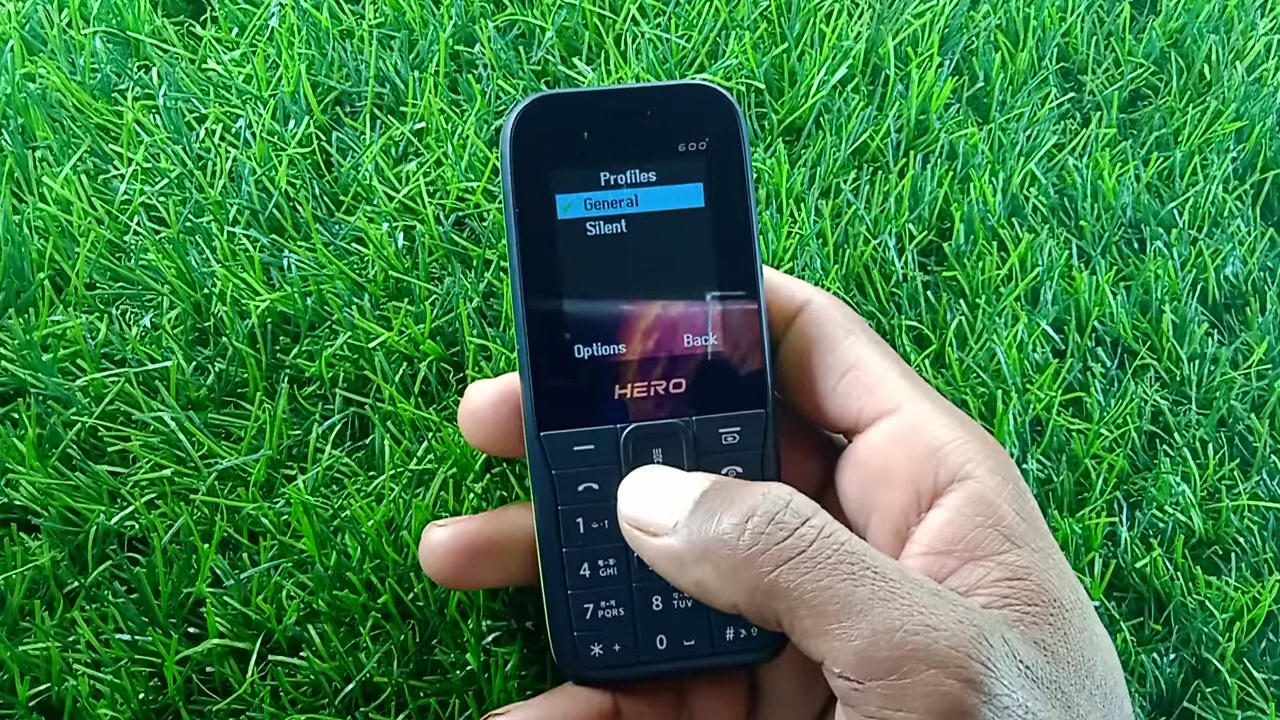 600
Profiles
General
Silent
Options Back
HERO
1
4 GHI
7 PQRS
8 TUV
* +
0
#